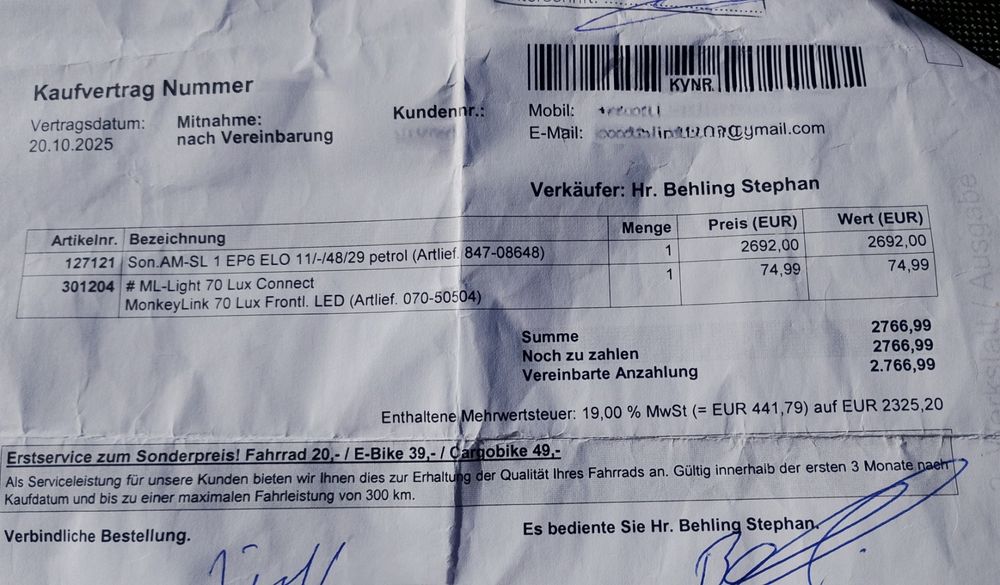 KVNR
Kaufvertrag Nummer
Vertragsdatum: Mitnahme: Kundennr.: Mobil:
20.10.2025 nach Vereinbarung E-Mail: @ymail.com
Verkäufer: Hr. Behling Stephan
Artikelnr. Bezeichnung Menge Preis (EUR) Wert (EUR)
127121 Son.AM-SL 1 EP6 ELO 11/-/48/29 petrol (Artlief. 847-08648) 1 2692,00 2692,00
301204 # ML-Light 70 Lux Connect 1 74,99 74,99
MonkeyLink 70 Lux Frontl. LED (Artlief. 070-50504)
Summe 2766,99
Noch zu zahlen 2766,99
Vereinbarte Anzahlung 2.766,99
Enthaltene Mehrwertsteuer: 19,00 % MwSt (= EUR 441,79) auf EUR 2325,20
Erstservice zum Sonderpreis! Fahrrad 20,- / E-Bike 39,- / Cargobike 49,-
Als Serviceleistung für unsere Kunden bieten wir Ihnen dies zur Erhaltung der Qualität Ihres Fahrrads an. Gültig innerhalb der ersten 3 Monate nach
Kaufdatum und bis zu einer maximalen Fahrleistung von 300 km.
Verbindliche Bestellung. Es bediente Sie Hr. Behling Stephan.